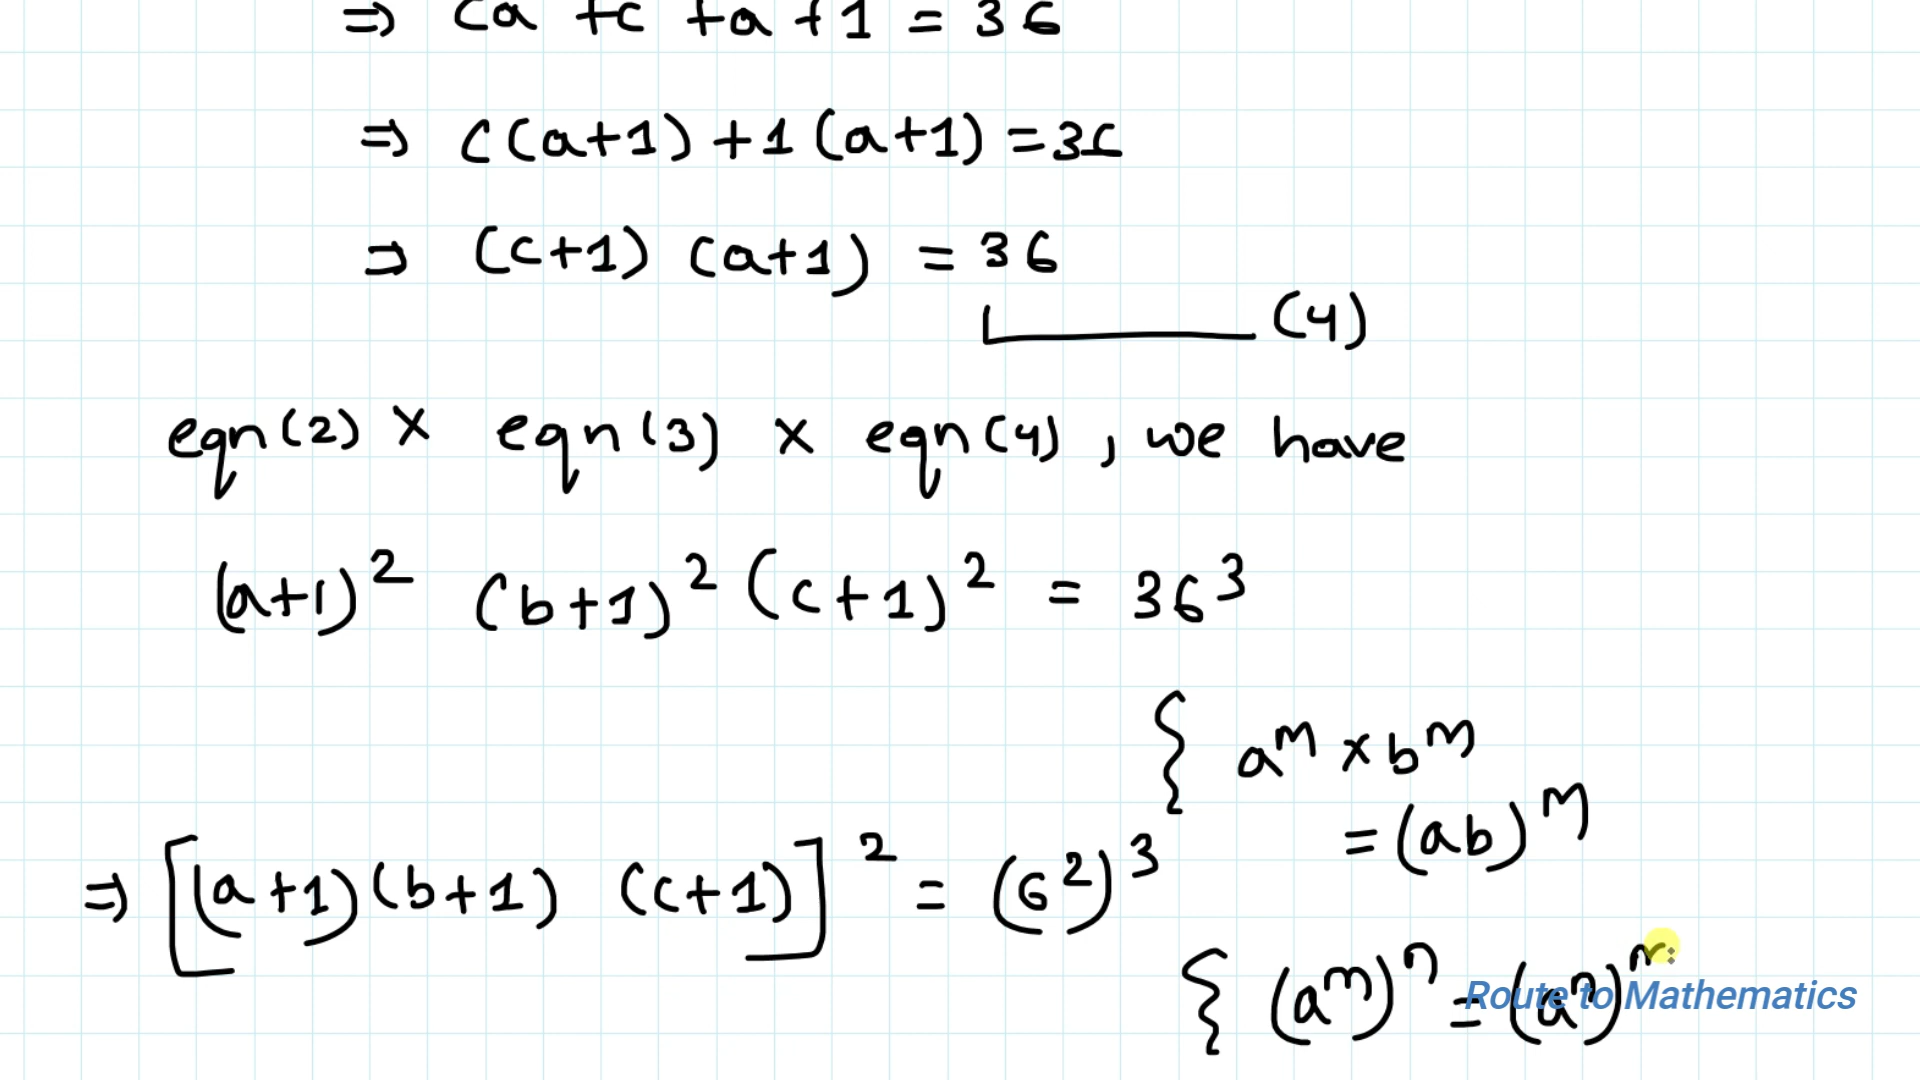 ⇒ ca + c + a + 1 = 36
⇒ c(a+1) + 1(a+1) = 36
⇒ (c+1) (a+1) = 36
(4)
eqn(2) × eqn(3) × eqn(4), we have
(a+1)² (b+1)² (c+1)² = 36³
{ aᵐ × bᵐ
= (ab)ᵐ
⇒ [(a+1)(b+1) (c+1)]² = (6²)³
{ (aᵐ)ⁿ = (aⁿ)
Route to Mathematics